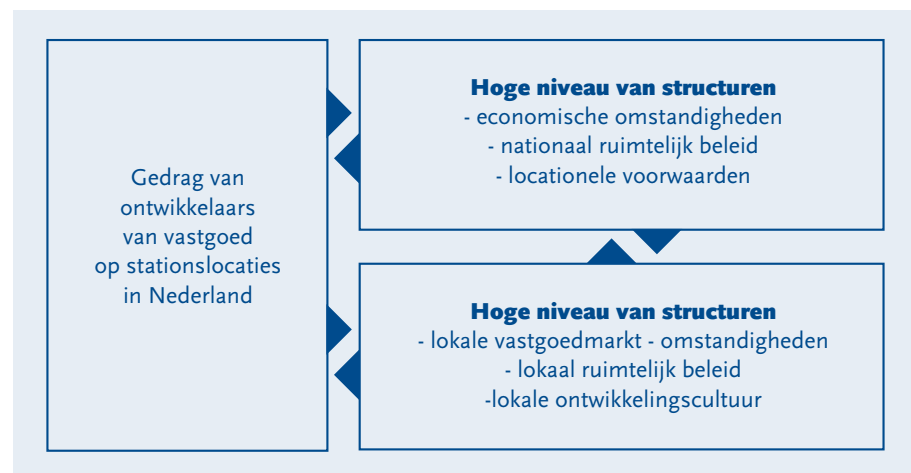 Gedrag van
ontwikkelaars
van vastgoed
op stationslocaties
in Nederland
Hoge niveau van structuren
- economische omstandigheden
- nationaal ruimtelijk beleid
- locationele voorwaarden
Hoge niveau van structuren
- lokale vastgoedmarkt - omstandigheden
- lokaal ruimtelijk beleid
-lokale ontwikkelingscultuur